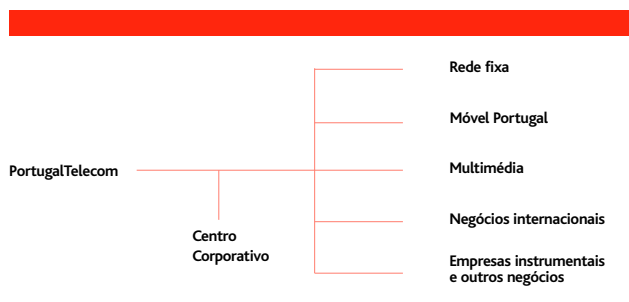 Rede fixa
Móvel Portugal
Multimédia
PortugalTelecom
Negócios internacionais
Centro
Corporativo
Empresas instrumentais
e outros negócios